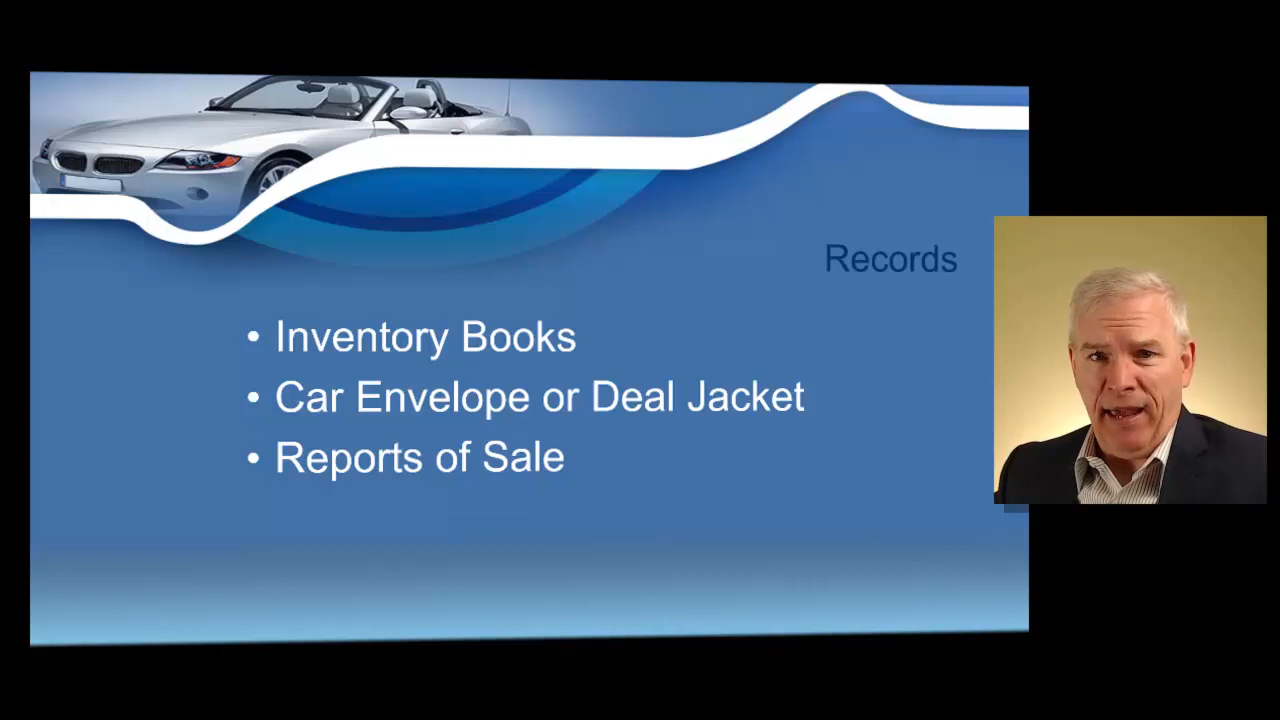 Records
• Inventory Books
• Car Envelope or Deal Jacket
• Reports of Sale